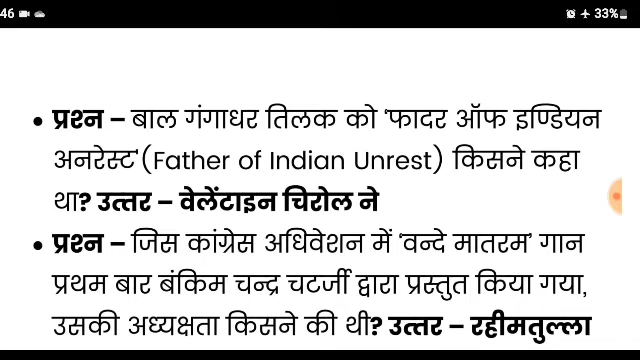 46
33%
• प्रश्न – बाल गंगाधर तिलक को ‘फादर ऑफ इण्डियन
अनरेस्ट’ (Father of Indian Unrest) किसने कहा
था? उत्तर – वेलेंटाइन चिरोल ने
• प्रश्न – जिस कांग्रेस अधिवेशन में ‘वन्दे मातरम’ गान
प्रथम बार बंकिम चन्द्र चटर्जी द्वारा प्रस्तुत किया गया,
उसकी अध्यक्षता किसने की थी? उत्तर – रहीमतुल्ला